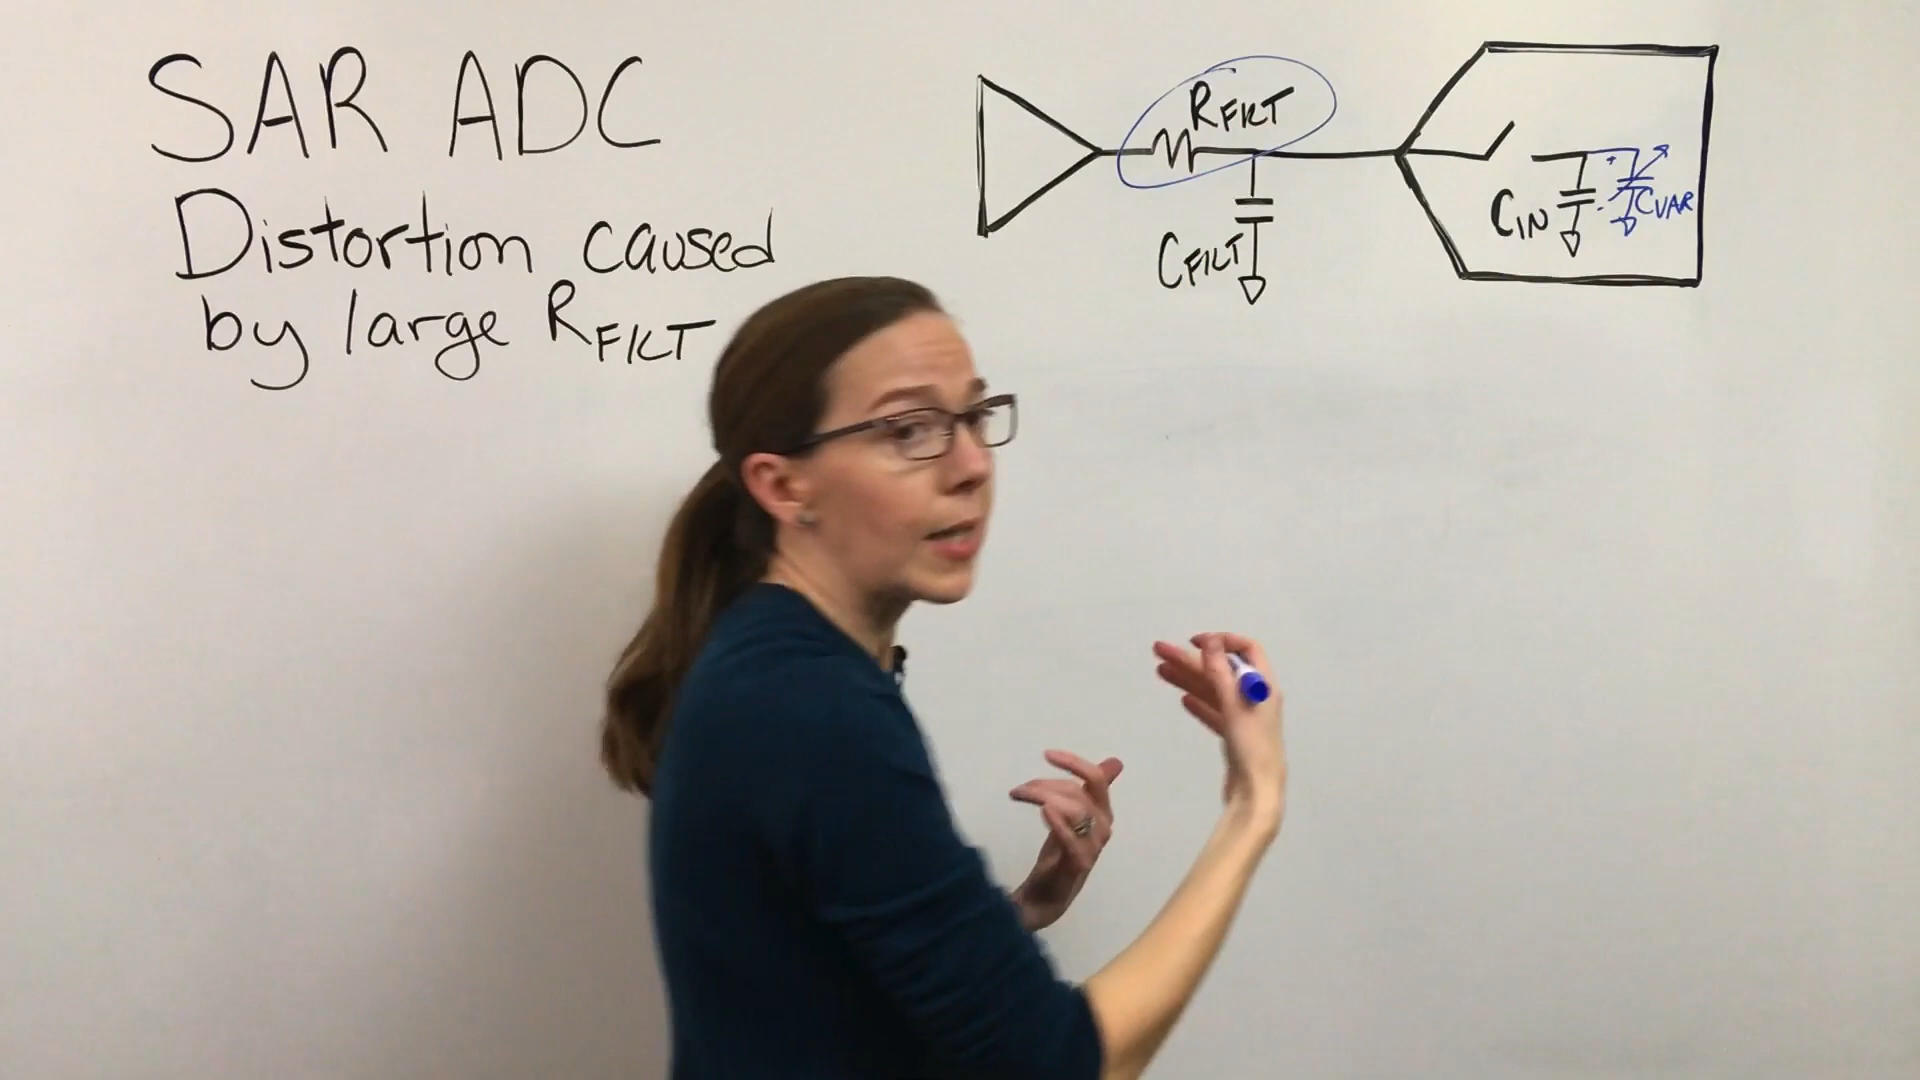 SAR ADC
Distortion caused
by large RFILT
RFILT
CFILT
CIN
CVAR
+
-